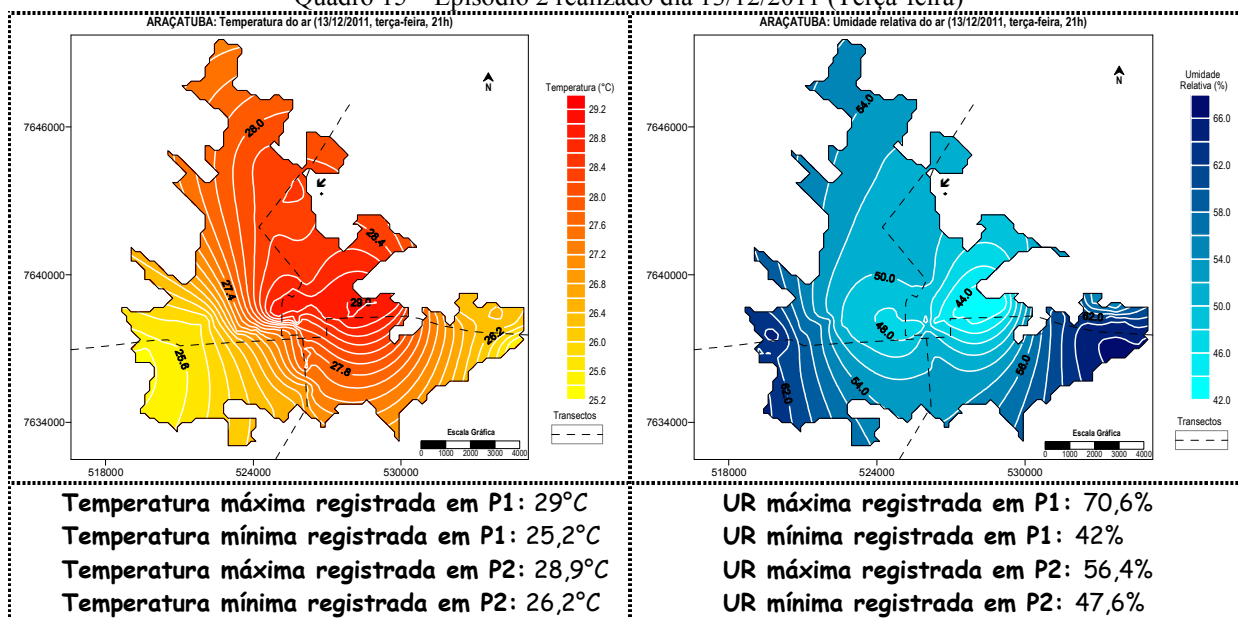 Quadro 15 – Episódio 2 realizado dia 13/12/2011 (Terça-feira)
ARAÇATUBA: Temperatura do ar (13/12/2011, terça-feira, 21h)
N
Temperatura (°C)
29.2
28.8
28.4
28.0
27.6
27.2
26.8
26.4
26.0
25.6
25.2
Transectos
7646000
7640000
7634000
28.0
28.4
27.4
29.0
26.2
25.6
27.8
Escala Gráfica
0 1000 2000 3000 4000
518000 524000 530000
ARAÇATUBA: Umidade relativa do ar (13/12/2011, terça-feira, 21h)
N
Umidade
Relativa (%)
66.0
62.0
58.0
54.0
50.0
46.0
42.0
Transectos
7646000
7640000
7634000
54.0
50.0
44.0
48.0
62.0
58.0
54.0
62.0
Escala Gráfica
0 1000 2000 3000 4000
518000 524000 530000
Temperatura máxima registrada em P1: 29°C
Temperatura mínima registrada em P1: 25,2°C
Temperatura máxima registrada em P2: 28,9°C
Temperatura mínima registrada em P2: 26,2°C
UR máxima registrada em P1: 70,6%
UR mínima registrada em P1: 42%
UR máxima registrada em P2: 56,4%
UR mínima registrada em P2: 47,6%